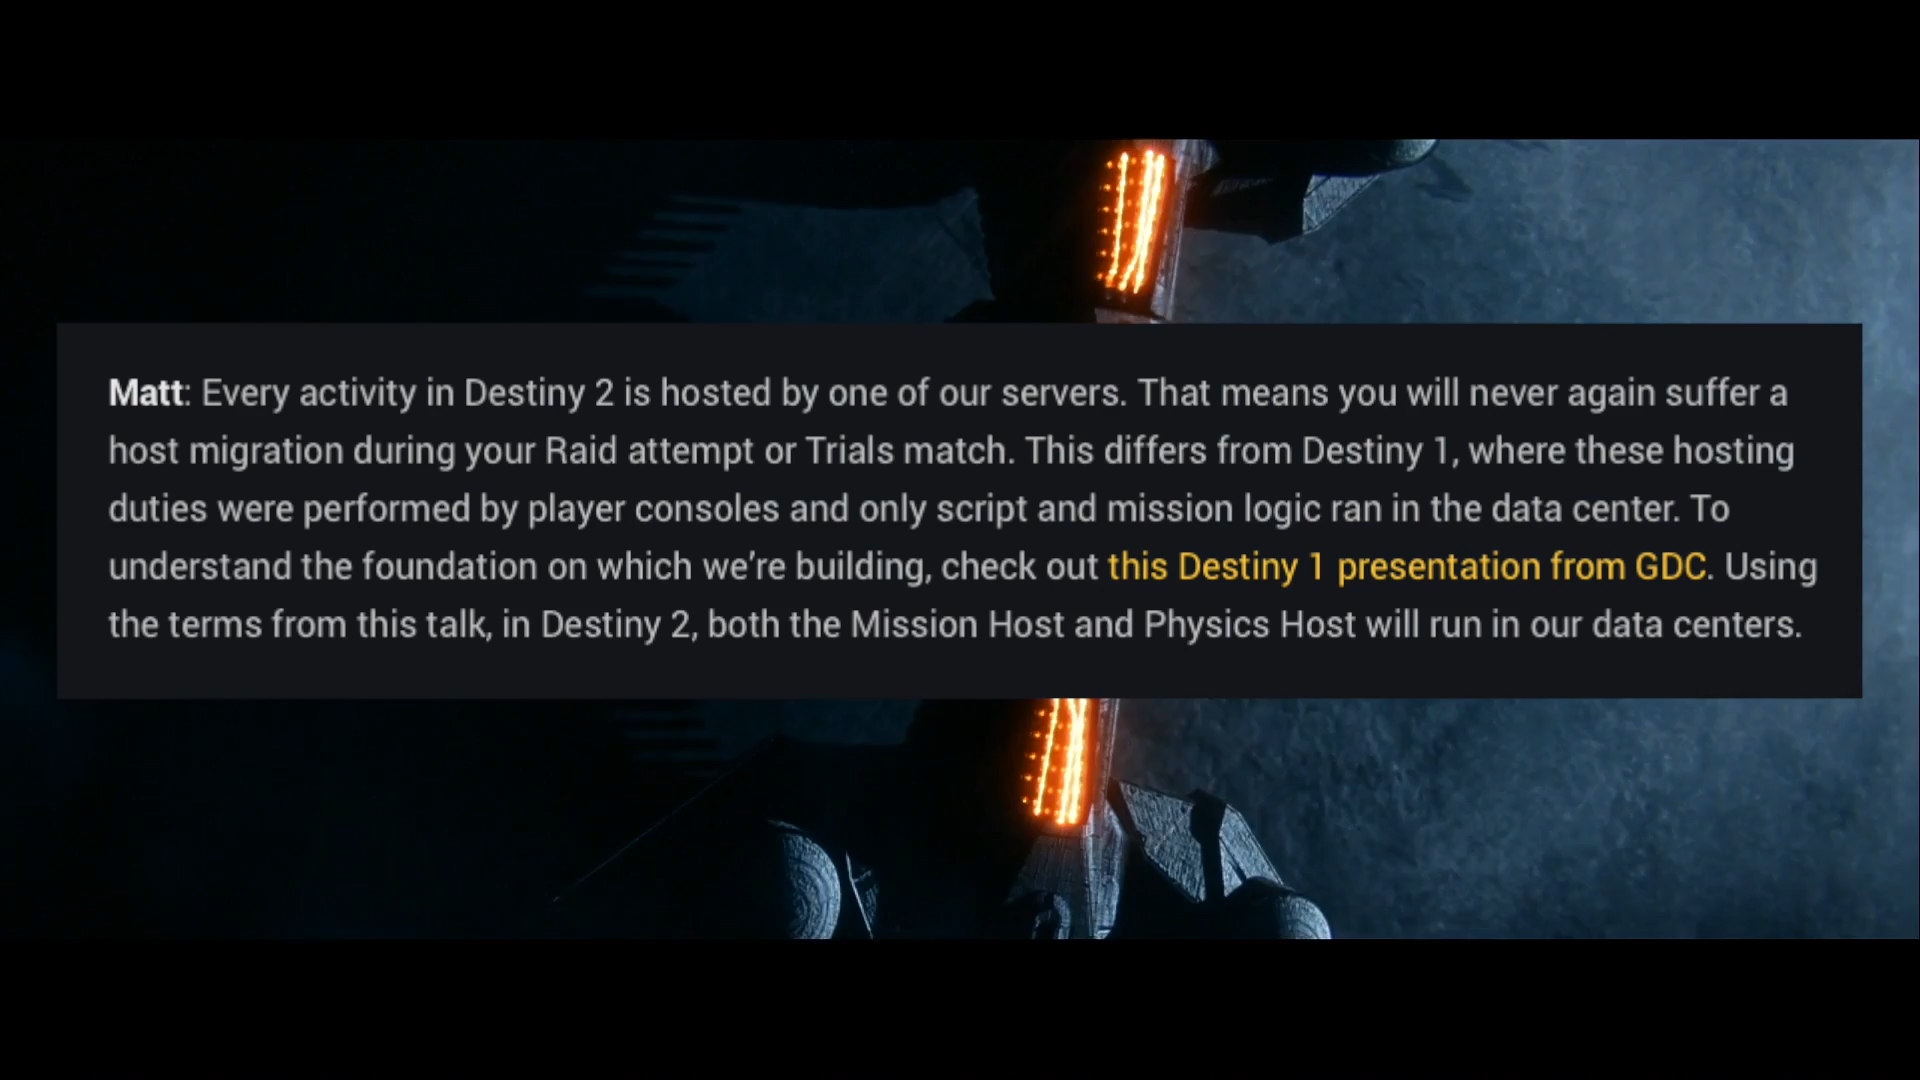 Matt: Every activity in Destiny 2 is hosted by one of our servers. That means you will never again suffer a
host migration during your Raid attempt or Trials match. This differs from Destiny 1, where these hosting
duties were performed by player consoles and only script and mission logic ran in the data center. To
understand the foundation on which we’re building, check out this Destiny 1 presentation from GDC. Using
the terms from this talk, in Destiny 2, both the Mission Host and Physics Host will run in our data centers.